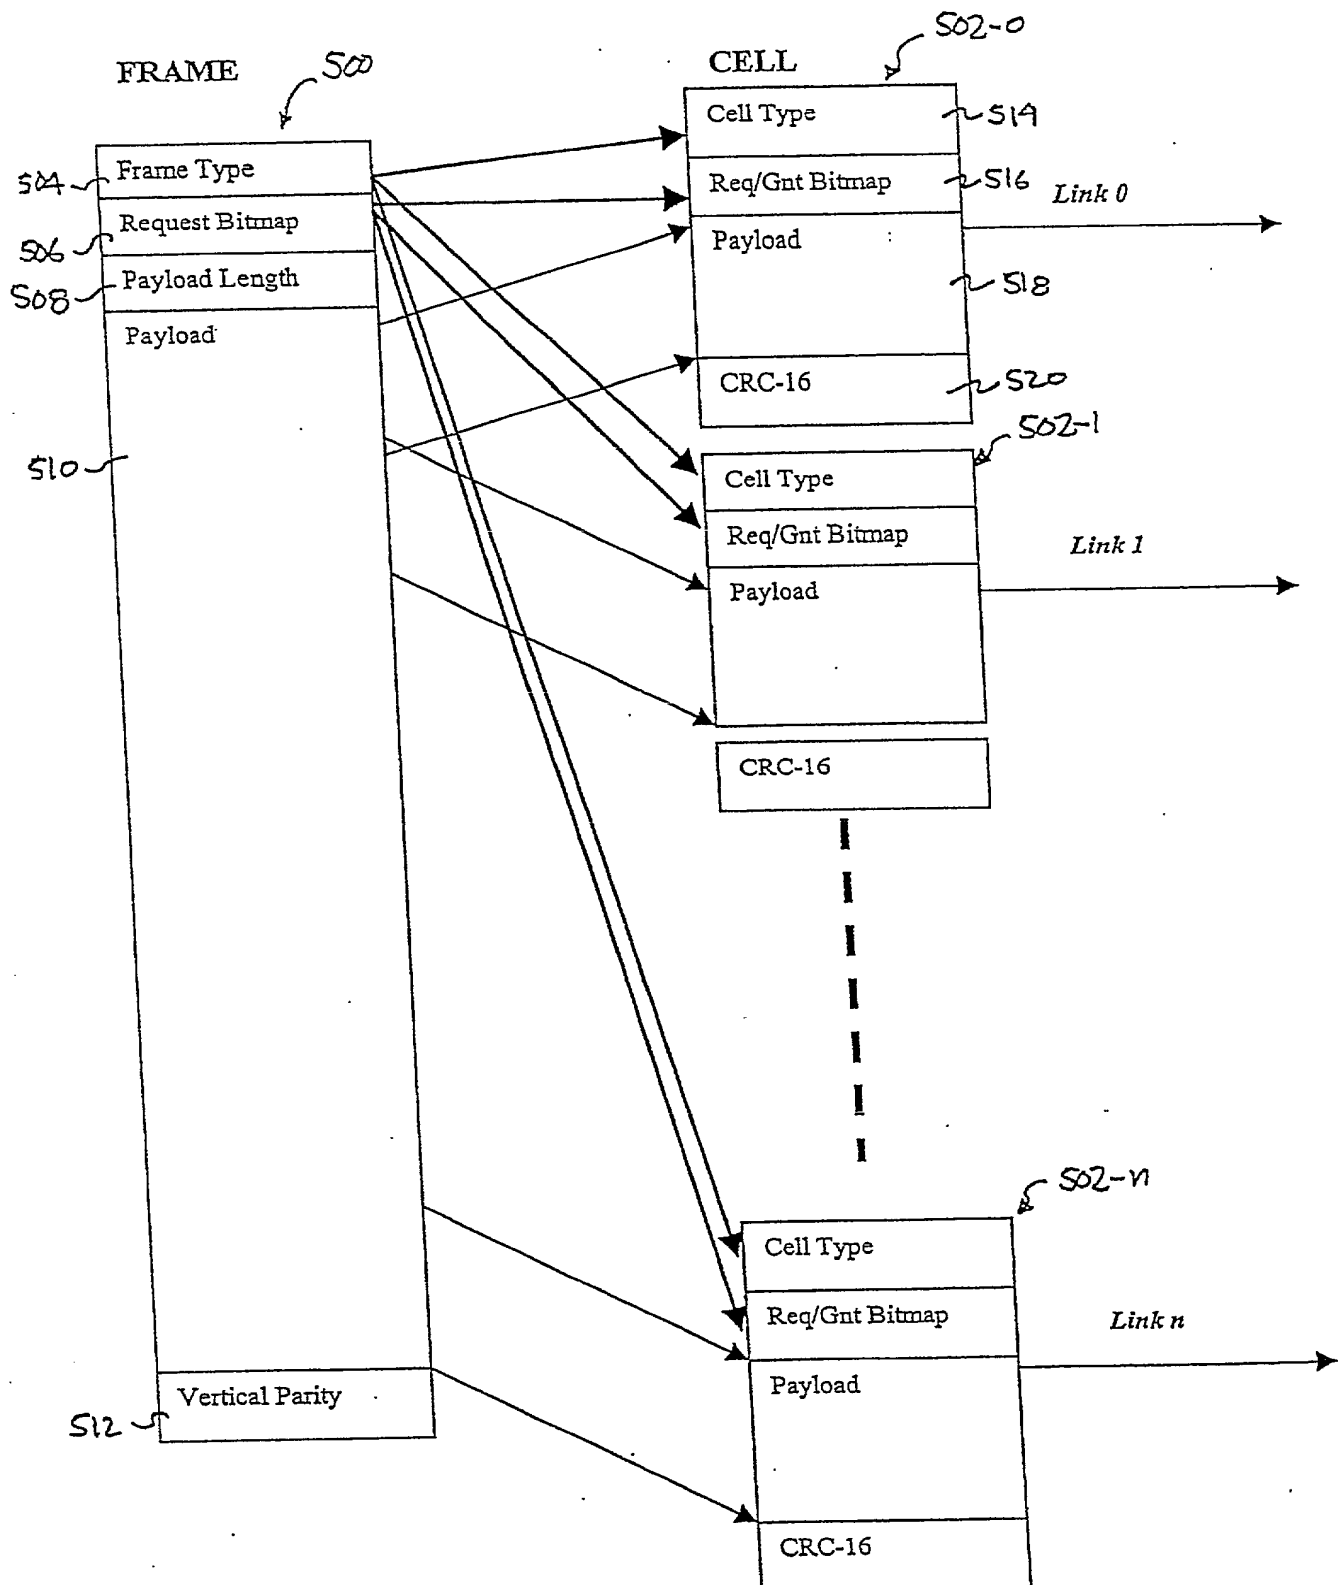 FRAME
500
504
Frame Type
506
Request Bitmap
508
Payload Length
Payload
510
Vertical Parity
512
CELL
502-0
Cell Type
514
Req/Gnt Bitmap
516
Link 0
Payload
518
CRC-16
520
502-1
Cell Type
Req/Gnt Bitmap
Link 1
Payload
CRC-16
502-n
Cell Type
Req/Gnt Bitmap
Link n
Payload
CRC-16